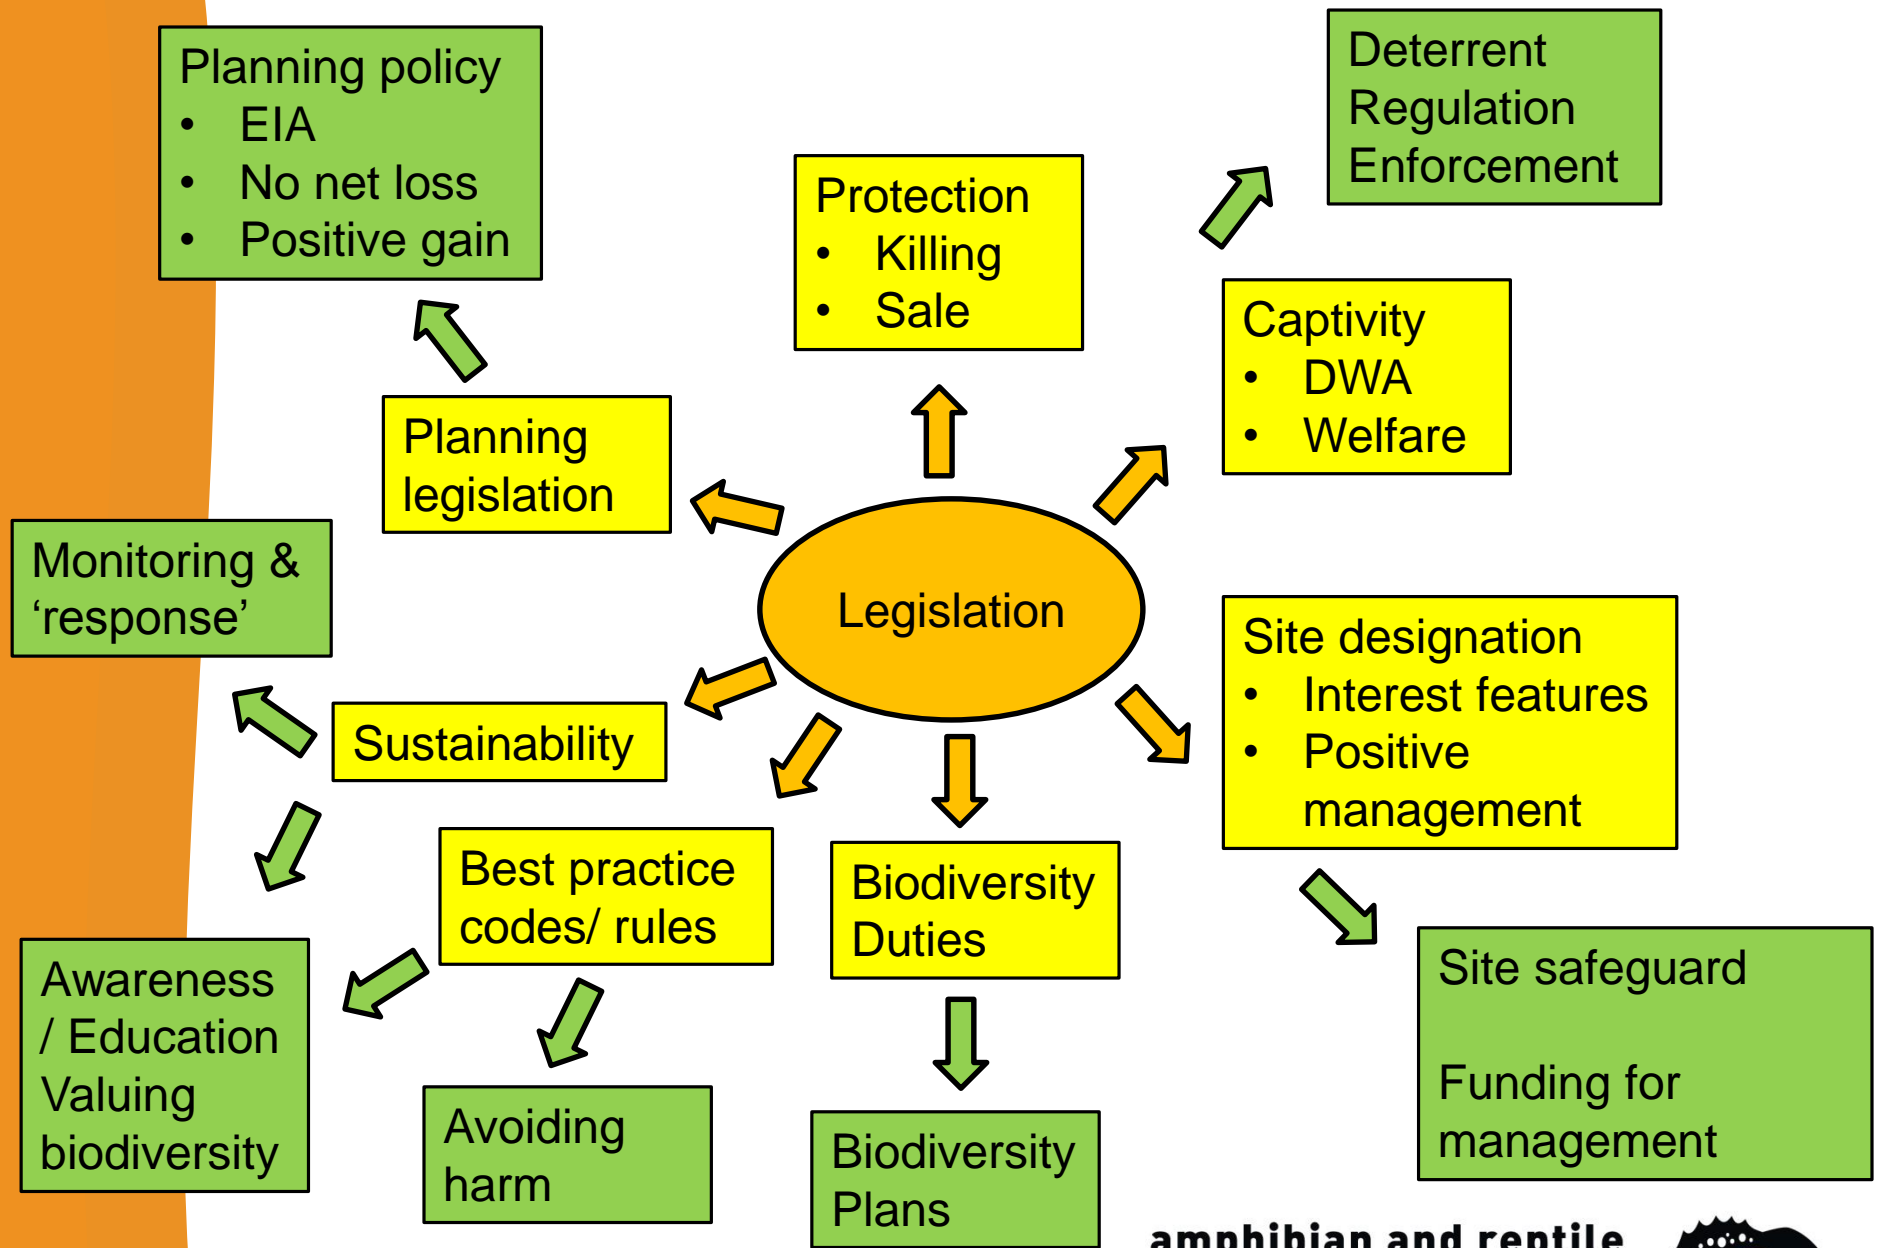 Planning policy
• EIA
• No net loss
• Positive gain
Deterrent
Regulation
Enforcement
Protection
• Killing
• Sale
Captivity
• DWA
• Welfare
Planning
legislation
Monitoring &
‘response’
Legislation
Site designation
• Interest features
• Positive
management
Sustainability
Best practice
codes/ rules
Biodiversity
Duties
Awareness
/ Education
Valuing
biodiversity
Site safeguard
Funding for
management
Avoiding
harm
Biodiversity
Plans
amphibian and reptile